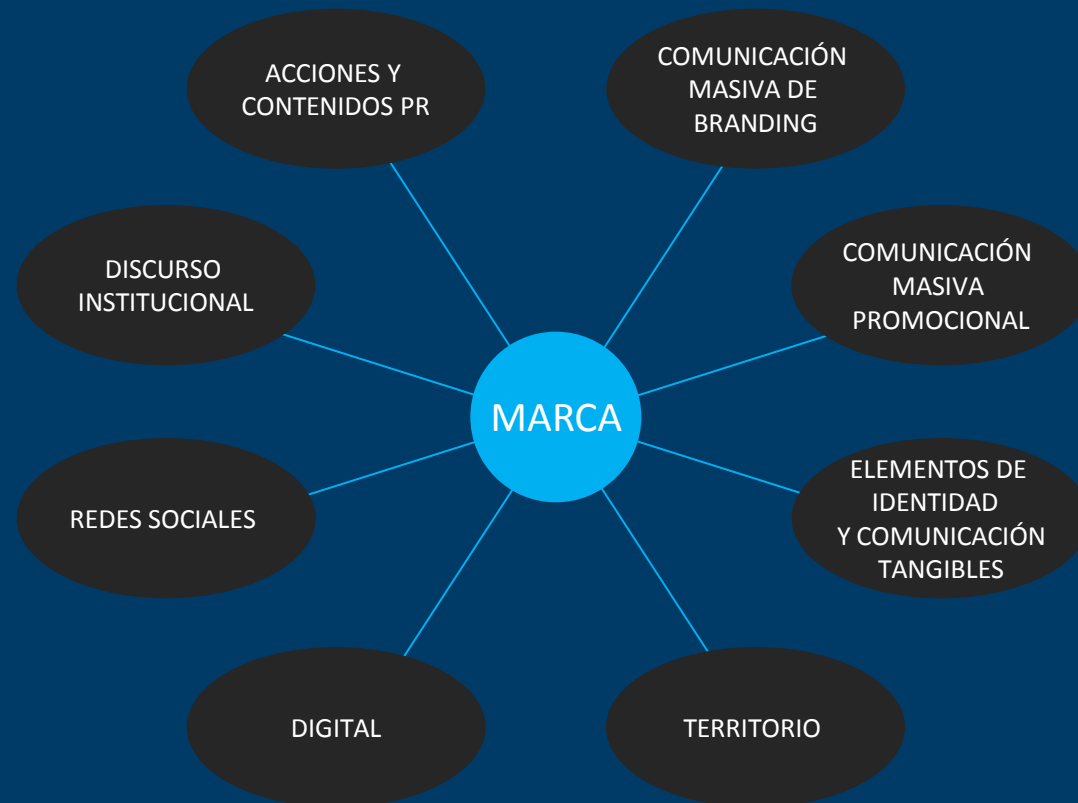 ACCIONES Y
CONTENIDOS PR
COMUNICACIÓN
MASIVA DE
BRANDING
DISCURSO
INSTITUCIONAL
COMUNICACIÓN
MASIVA
PROMOCIONAL
MARCA
REDES SOCIALES
ELEMENTOS DE
IDENTIDAD
Y COMUNICACIÓN
TANGIBLES
DIGITAL
TERRITORIO